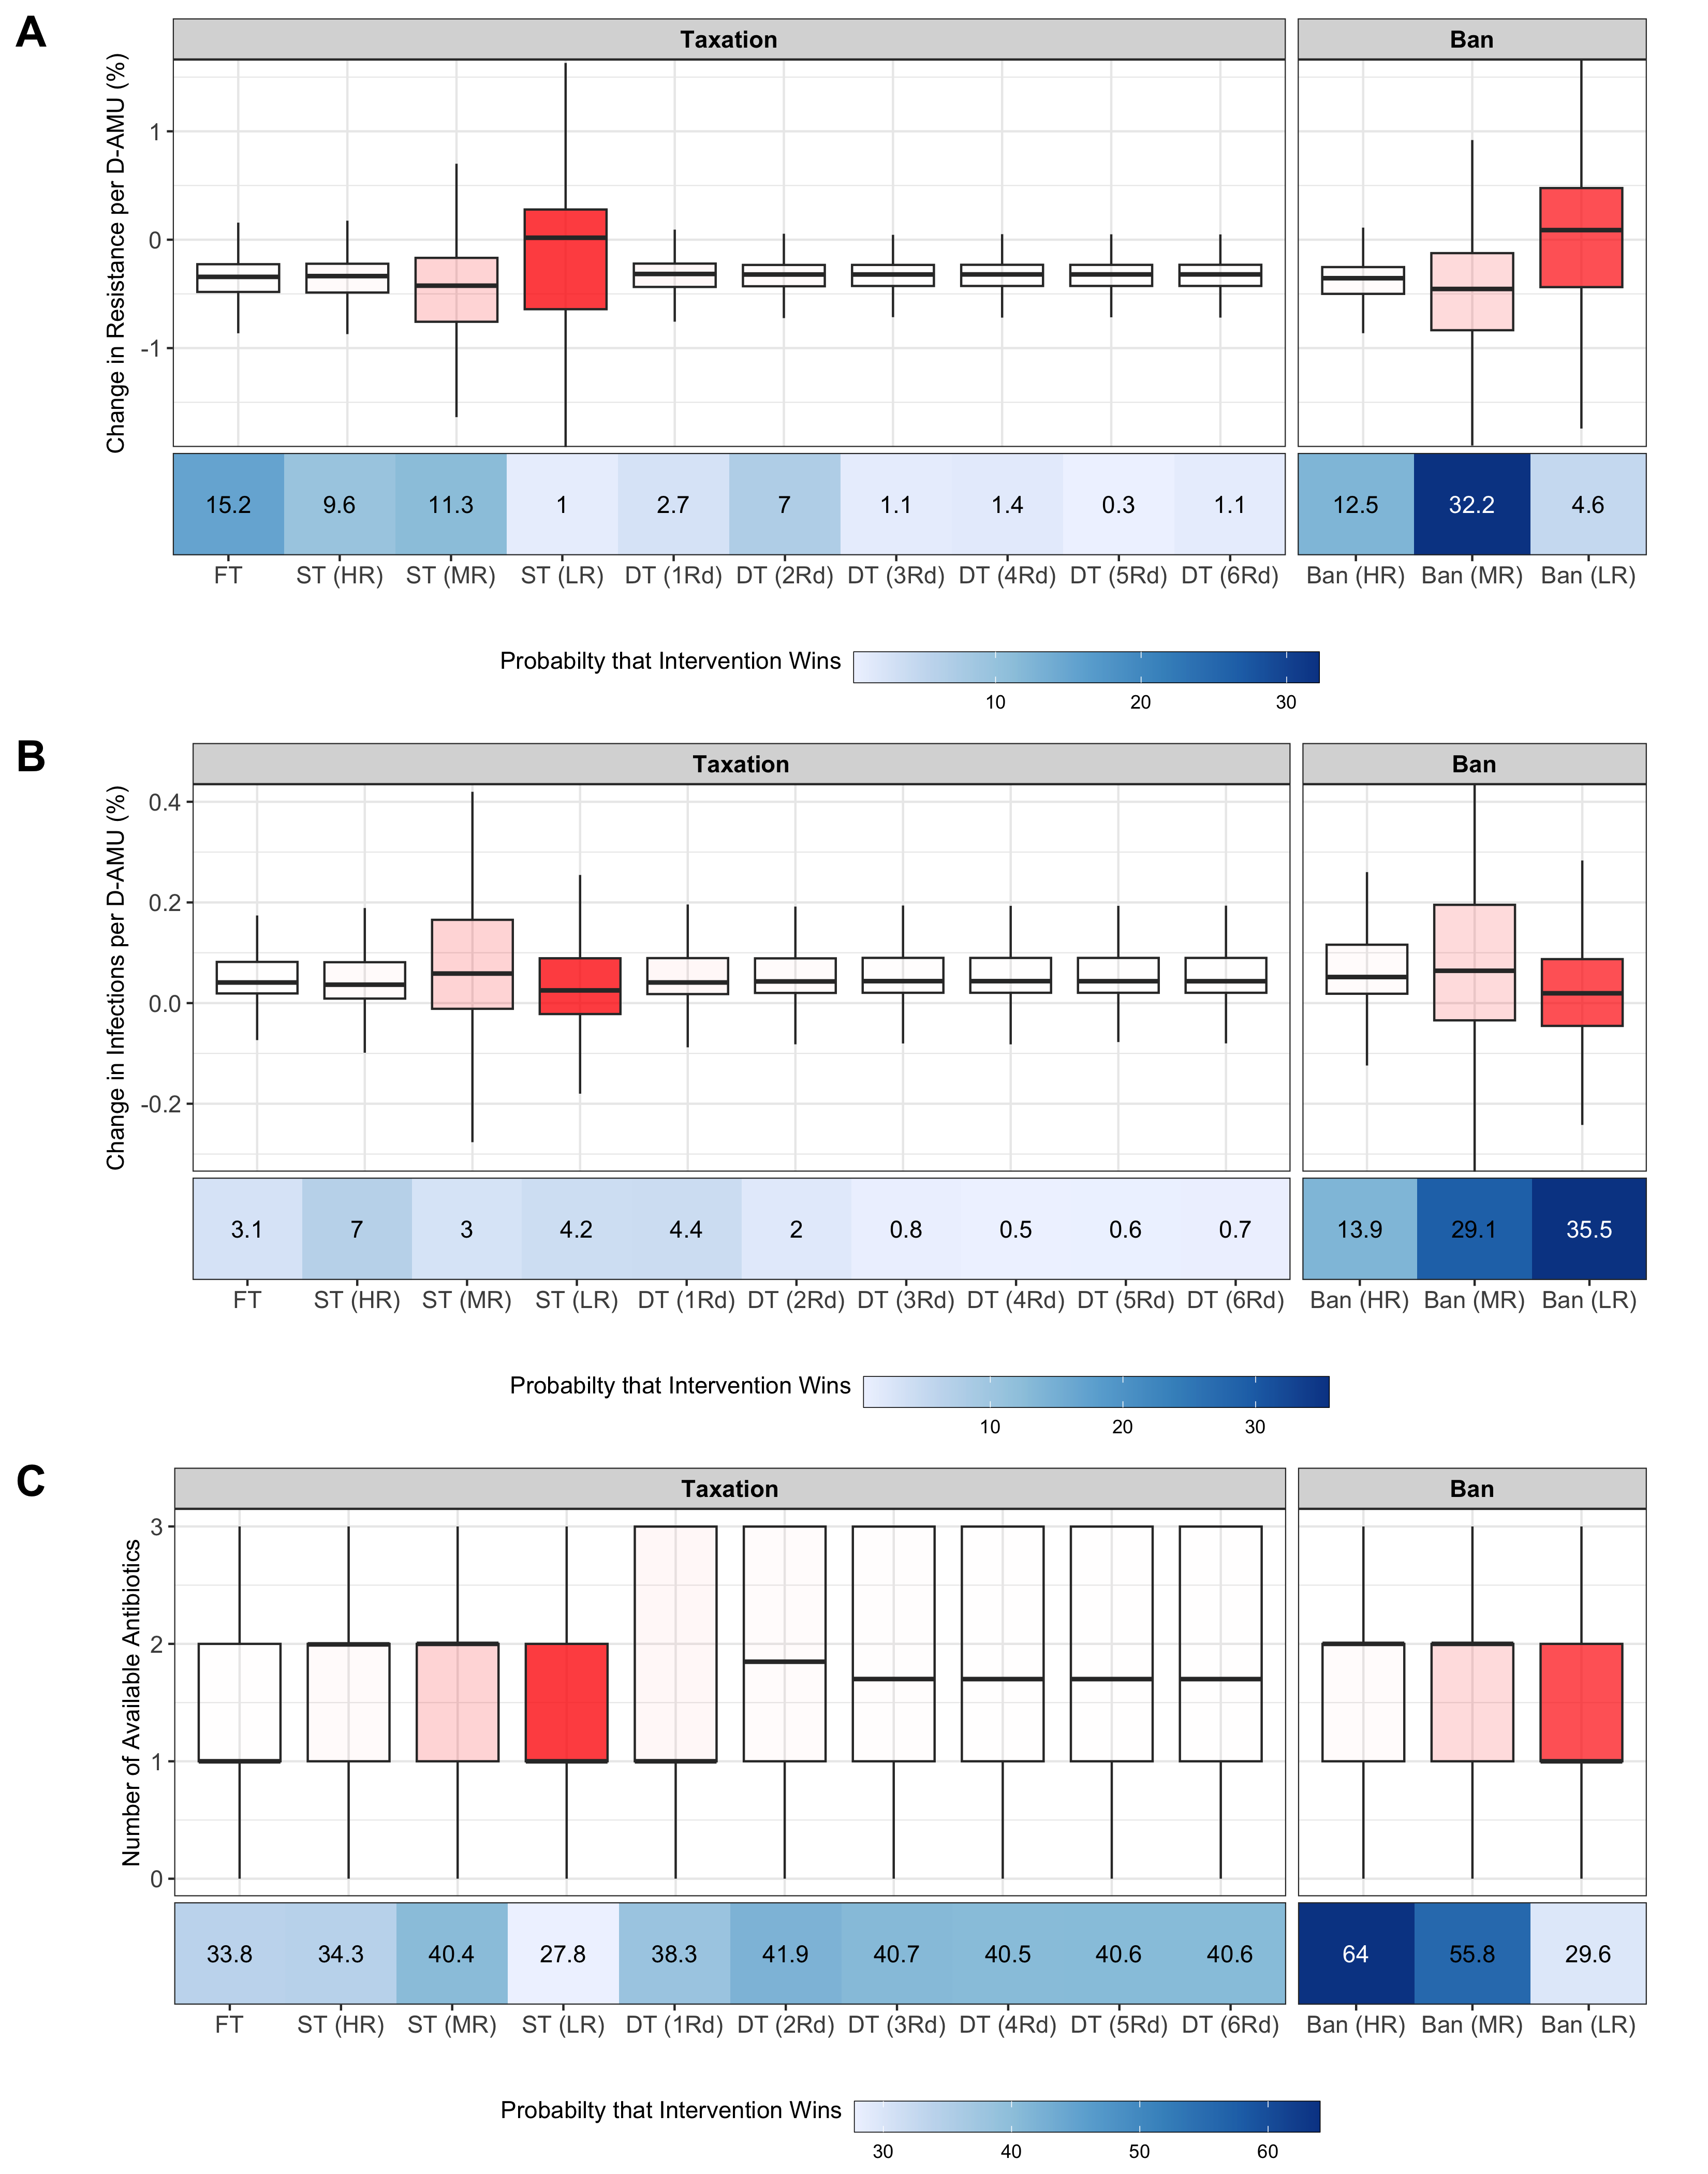 A
Taxation Ban
Change in Resistance per D-AMU (%)
1
0
-1
15.2 9.6 11.3 1 2.7 7 1.1 1.4 0.3 1.1 12.5 32.2 4.6
FT ST (HR) ST (MR) ST (LR) DT (1Rd) DT (2Rd) DT (3Rd) DT (4Rd) DT (5Rd) DT (6Rd) Ban (HR) Ban (MR) Ban (LR)
Probabilty that Intervention Wins
10 20 30
B
Taxation Ban
Change in Infections per D-AMU (%)
0.4
0.2
0.0
-0.2
3.1 7 3 4.2 4.4 2 0.8 0.5 0.6 0.7 13.9 29.1 35.5
FT ST (HR) ST (MR) ST (LR) DT (1Rd) DT (2Rd) DT (3Rd) DT (4Rd) DT (5Rd) DT (6Rd) Ban (HR) Ban (MR) Ban (LR)
Probabilty that Intervention Wins
10 20 30
C
Taxation Ban
Number of Available Antibiotics
3
2
1
0
33.8 34.3 40.4 27.8 38.3 41.9 40.7 40.5 40.6 40.6 64 55.8 29.6
FT ST (HR) ST (MR) ST (LR) DT (1Rd) DT (2Rd) DT (3Rd) DT (4Rd) DT (5Rd) DT (6Rd) Ban (HR) Ban (MR) Ban (LR)
Probabilty that Intervention Wins
30 40 50 60